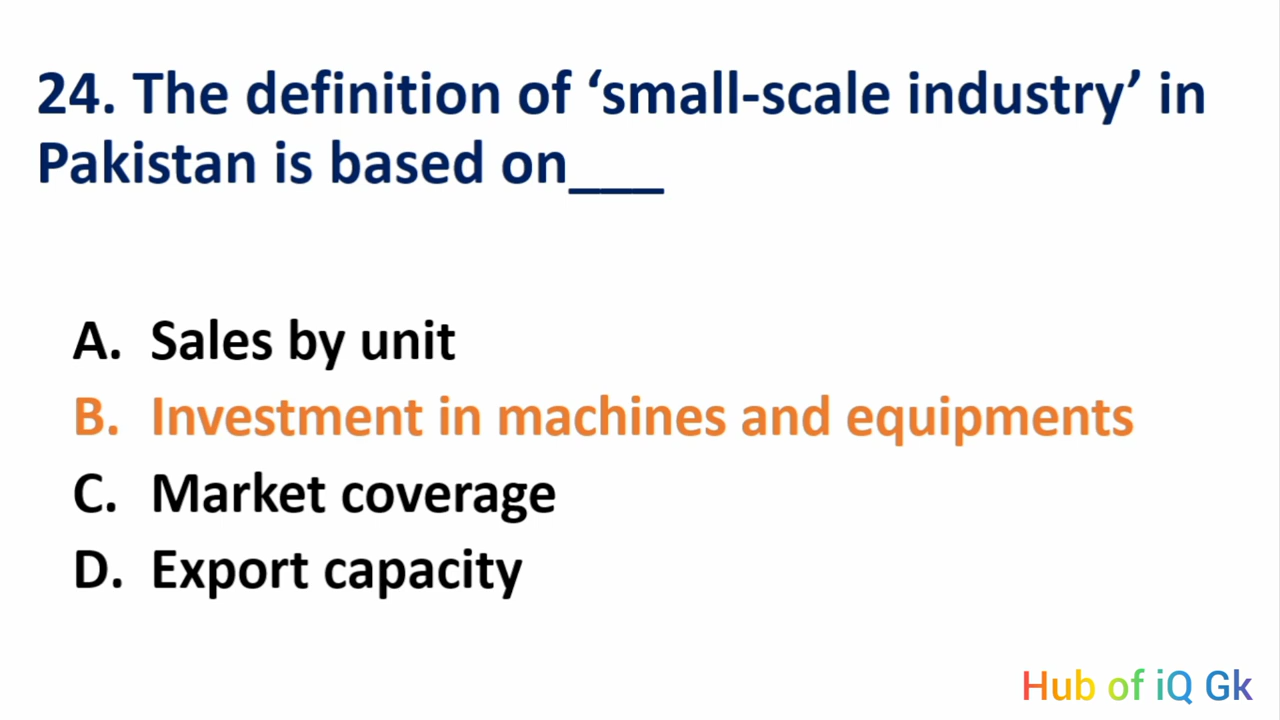 24. The definition of ‘small-scale industry’ in
Pakistan is based on___
A. Sales by unit
B. Investment in machines and equipments
C. Market coverage
D. Export capacity
Hub of iQ Gk